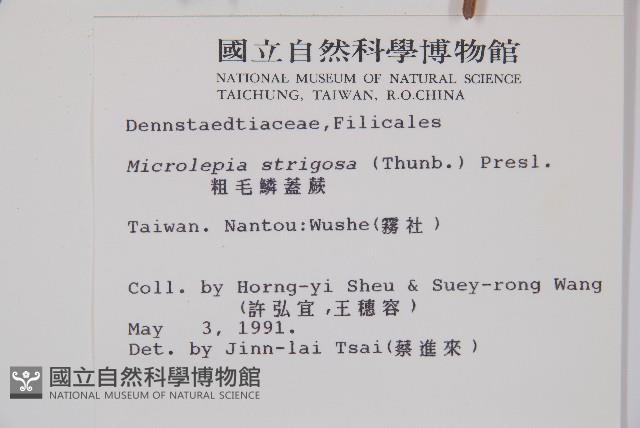 國立自然科學博物館
NATIONAL MUSEUM OF NATURAL SCIENCE
TAICHUNG, TAIWAN, R.O.CHINA
Dennstaedtiaceae,Filicales
Microlepia strigosa (Thunb.) Presl.
粗毛鱗蓋蕨
Taiwan. Nantou:Wushe(霧社)
Coll. by Horng-yi Sheu & Suey-rong Wang
(許弘宜,王穗容)
May 3, 1991.
Det. by Jinn-lai Tsai(蔡進來)
國立自然科學博物館
NATIONAL MUSEUM OF NATURAL SCIENCE